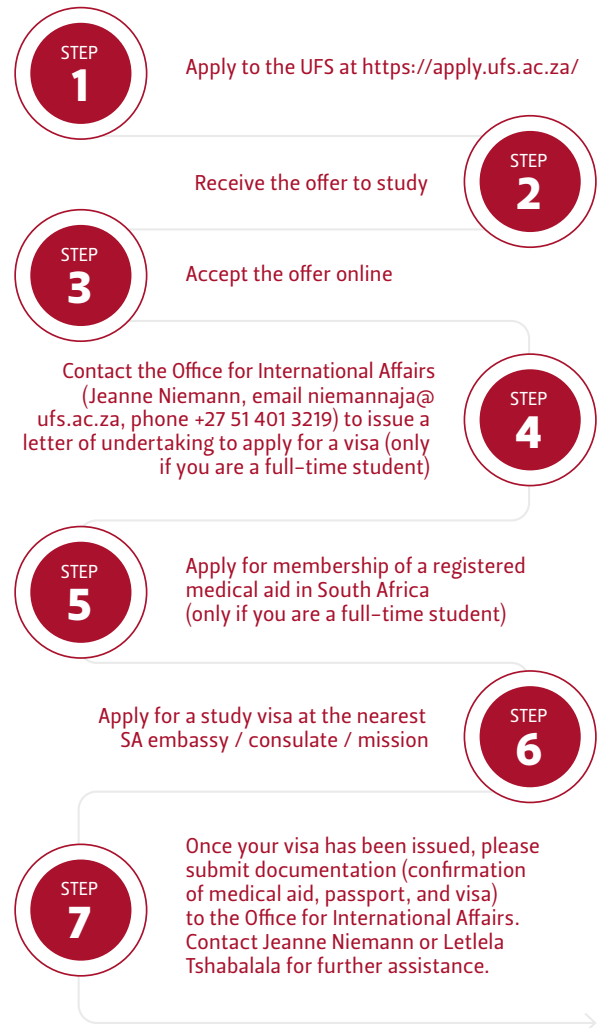 STEP
1
Apply to the UFS at https://apply.ufs.ac.za/
Receive the offer to study
STEP
2
STEP
3
Accept the offer online
Contact the Office for International Affairs
(Jeanne Niemann, email niemannaja@
ufs.ac.za, phone +27 51 401 3219) to issue a
letter of undertaking to apply for a visa (only
if you are a full-time student)
STEP
4
STEP
5
Apply for membership of a registered
medical aid in South Africa
(only if you are a full-time student)
Apply for a study visa at the nearest
SA embassy / consulate / mission
STEP
6
STEP
7
Once your visa has been issued, please
submit documentation (confirmation
of medical aid, passport, and visa)
to the Office for International Affairs.
Contact Jeanne Niemann or Letlela
Tshabalala for further assistance.